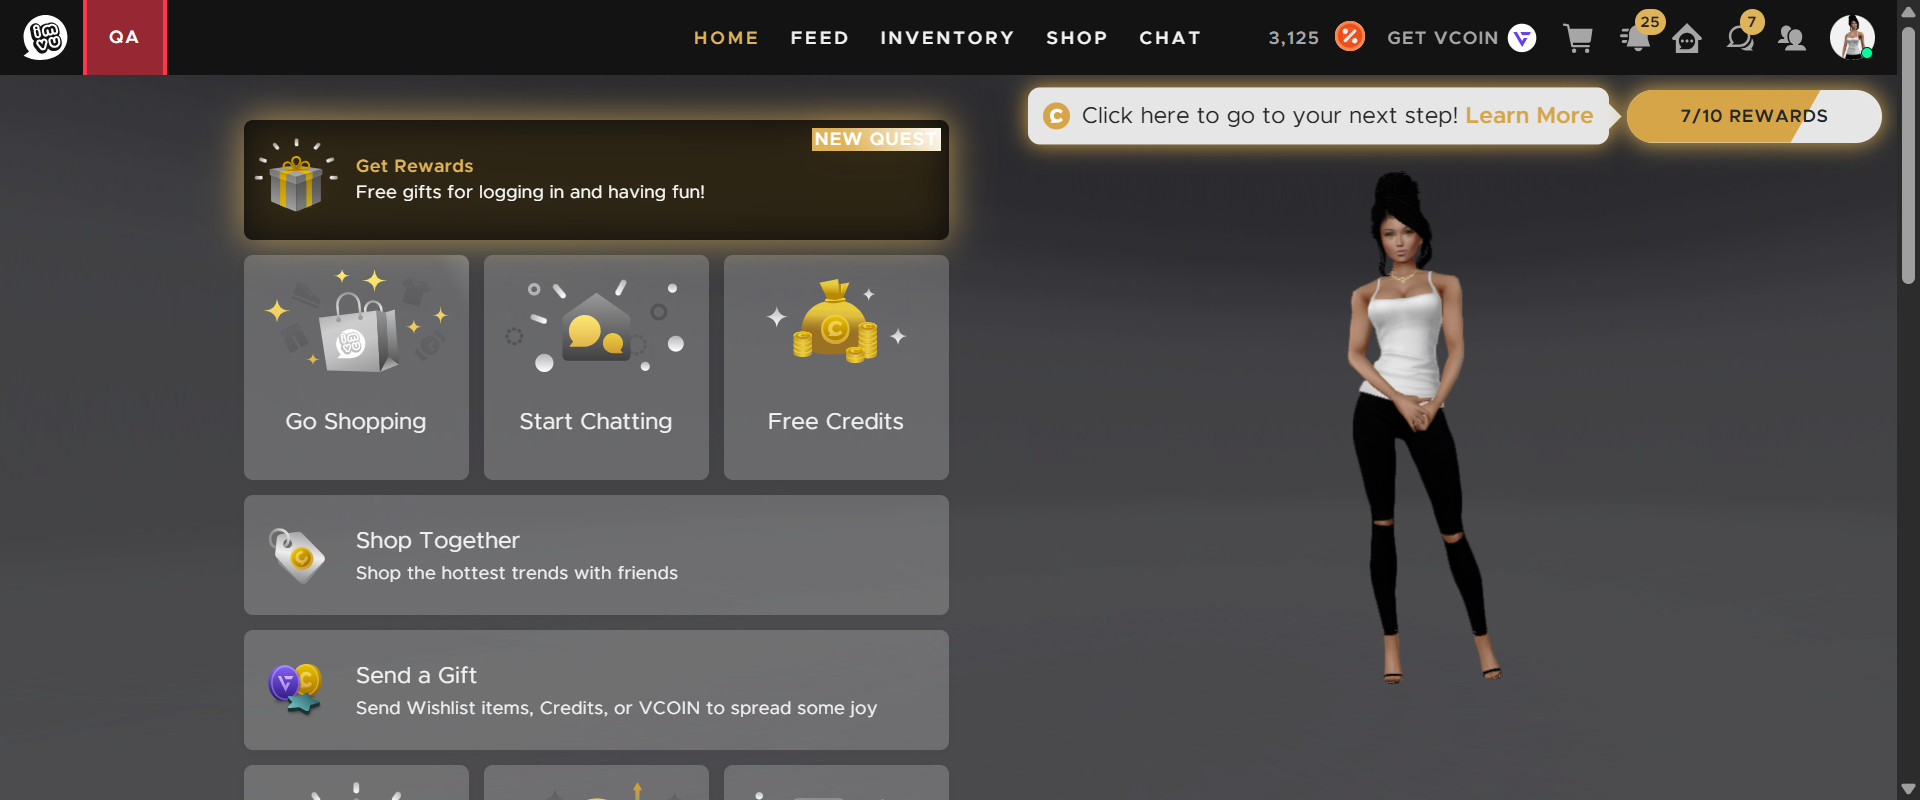 imvu
QA
HOME FEED INVENTORY SHOP CHAT 3,125 GET VCOIN 25 7
Click here to go to your next step! Learn More
7/10 REWARDS
NEW QUEST
Get Rewards
Free gifts for logging in and having fun!
imvu
Go Shopping
Start Chatting
Free Credits
Shop Together
Shop the hottest trends with friends
Send a Gift
Send Wishlist items, Credits, or VCOIN to spread some joy